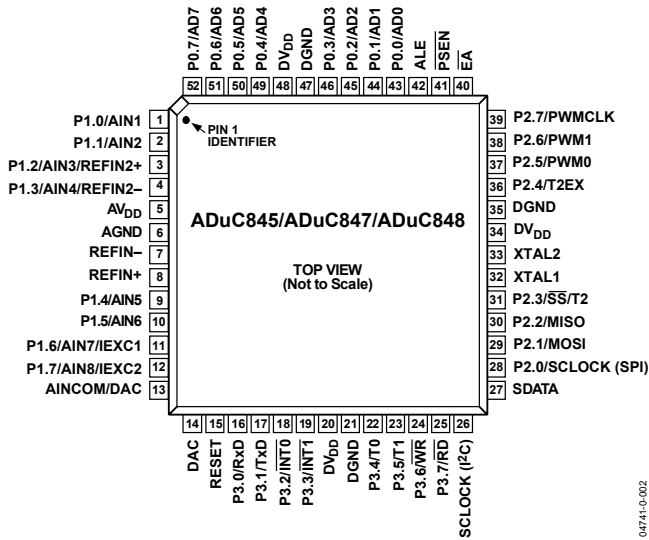 P0.7/AD7
P0.6/AD6
P0.5/AD5
P0.4/AD4
DVDD
DGND
P0.3/AD3
P0.2/AD2
P0.1/AD1
P0.0/AD0
ALE
PSEN
EA
52 51 50 49 48 47 46 45 44 43 42 41 40
P1.0/AIN1 1
P1.1/AIN2 2
P1.2/AIN3/REFIN2+ 3
P1.3/AIN4/REFIN2– 4
AVDD 5
AGND 6
REFIN– 7
REFIN+ 8
P1.4/AIN5 9
P1.5/AIN6 10
P1.6/AIN7/IEXC1 11
P1.7/AIN8/IEXC2 12
AINCOM/DAC 13
PIN 1
IDENTIFIER
ADuC845/ADuC847/ADuC848
TOP VIEW
(Not to Scale)
39 P2.7/PWMCLK
38 P2.6/PWM1
37 P2.5/PWM0
36 P2.4/T2EX
35 DGND
34 DVDD
33 XTAL2
32 XTAL1
31 P2.3/SS/T2
30 P2.2/MISO
29 P2.1/MOSI
28 P2.0/SCLOCK (SPI)
27 SDATA
14 15 16 17 18 19 20 21 22 23 24 25 26
DAC
RESET
P3.0/RxD
P3.1/TxD
P3.2/INT0
P3.3/INT1
DVDD
DGND
P3.4/T0
P3.5/T1
P3.6/WR
P3.7/RD
SCLOCK (I2C)
04741-0-002